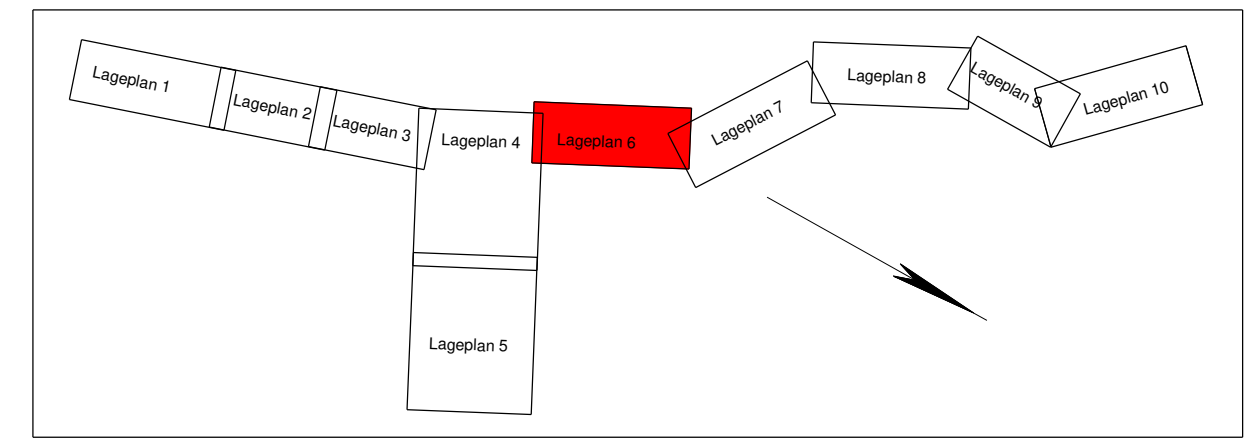 Lageplan 1
Lageplan 2
Lageplan 3
Lageplan 4
Lageplan 5
Lageplan 6
Lageplan 7
Lageplan 8
Lageplan 9
Lageplan 10